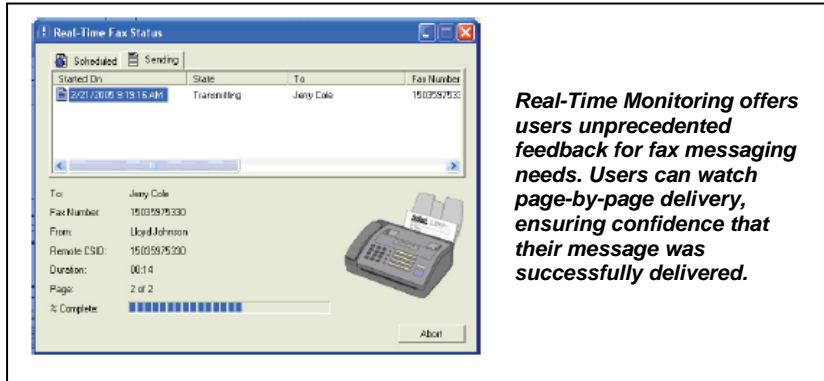 Real-Time Fax Status
Scheduled Sending
Started On State To Fax Number
2/21/2005 9:19:16 AM Transmitting Jerry Cole 1503597533
To: Jerry Cole
Fax Number: 15035975330
From: Lloyd Johnson
Remote CSID: 15035975330
Duration: 00:14
Page: 2 of 2
% Complete:
Abort
Real-Time Monitoring offers
users unprecedented
feedback for fax messaging
needs. Users can watch
page-by-page delivery,
ensuring confidence that
their message was
successfully delivered.